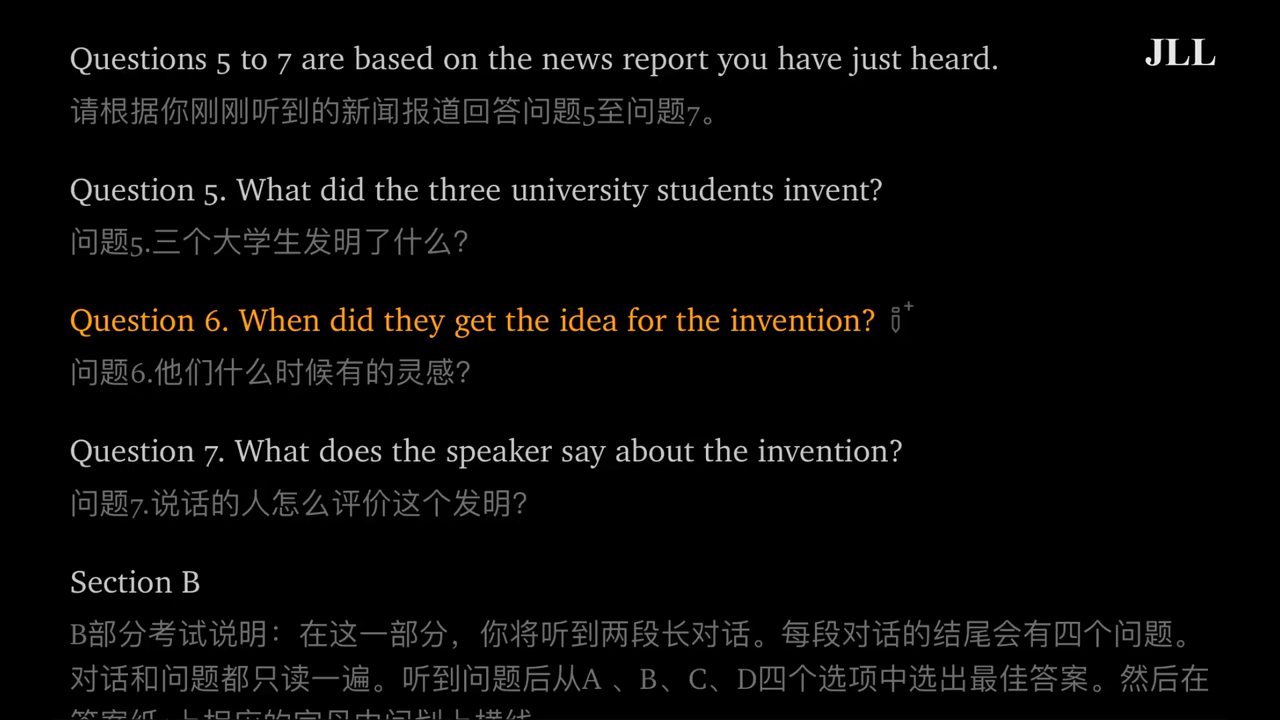 Questions 5 to 7 are based on the news report you have just heard.
JLL
请根据你刚刚听到的新闻报道回答问题5至问题7。
Question 5. What did the three university students invent?
问题5.三个大学生发明了什么?
Question 6. When did they get the idea for the invention?
问题6.他们什么时候有的灵感?
Question 7. What does the speaker say about the invention?
问题7.说话的人怎么评价这个发明?
Section B
B部分考试说明：在这一部分，你将听到两段长对话。每段对话的结尾会有四个问题。
对话和问题都只读一遍。听到问题后从A 、B、C、D四个选项中选出最佳答案。然后在